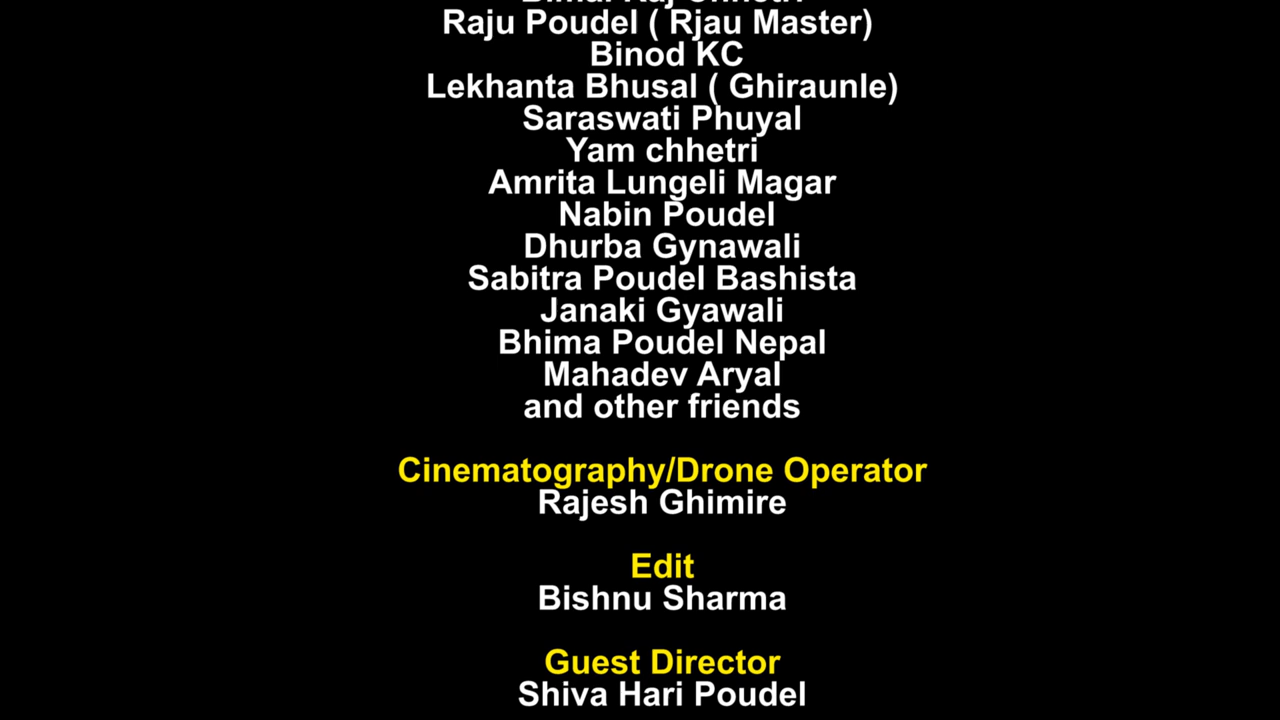 Raju Poudel ( Rjau Master)
Binod KC
Lekhanta Bhusal ( Ghiraunle)
Saraswati Phuyal
Yam chhetri
Amrita Lungeli Magar
Nabin Poudel
Dhurba Gynawali
Sabitra Poudel Bashista
Janaki Gyawali
Bhima Poudel Nepal
Mahadev Aryal
and other friends
Cinematography/Drone Operator
Rajesh Ghimire
Edit
Bishnu Sharma
Guest Director
Shiva Hari Poudel